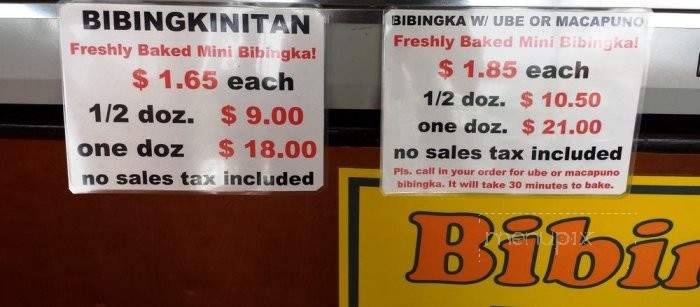 BIBINGKINITAN
Freshly Baked Mini Bibingka!
$ 1.65 each
1/2 doz. $ 9.00
one doz $ 18.00
no sales tax included
BIBINGKA W/ UBE OR MACAPUNO
Freshly Baked Mini Bibingka!
$ 1.85 each
1/2 doz. $ 10.50
one doz. $ 21.00
no sales tax included
Pls. call in your order for ube or macapuno
bibingka. It will take 30 minutes to bake.
menupix